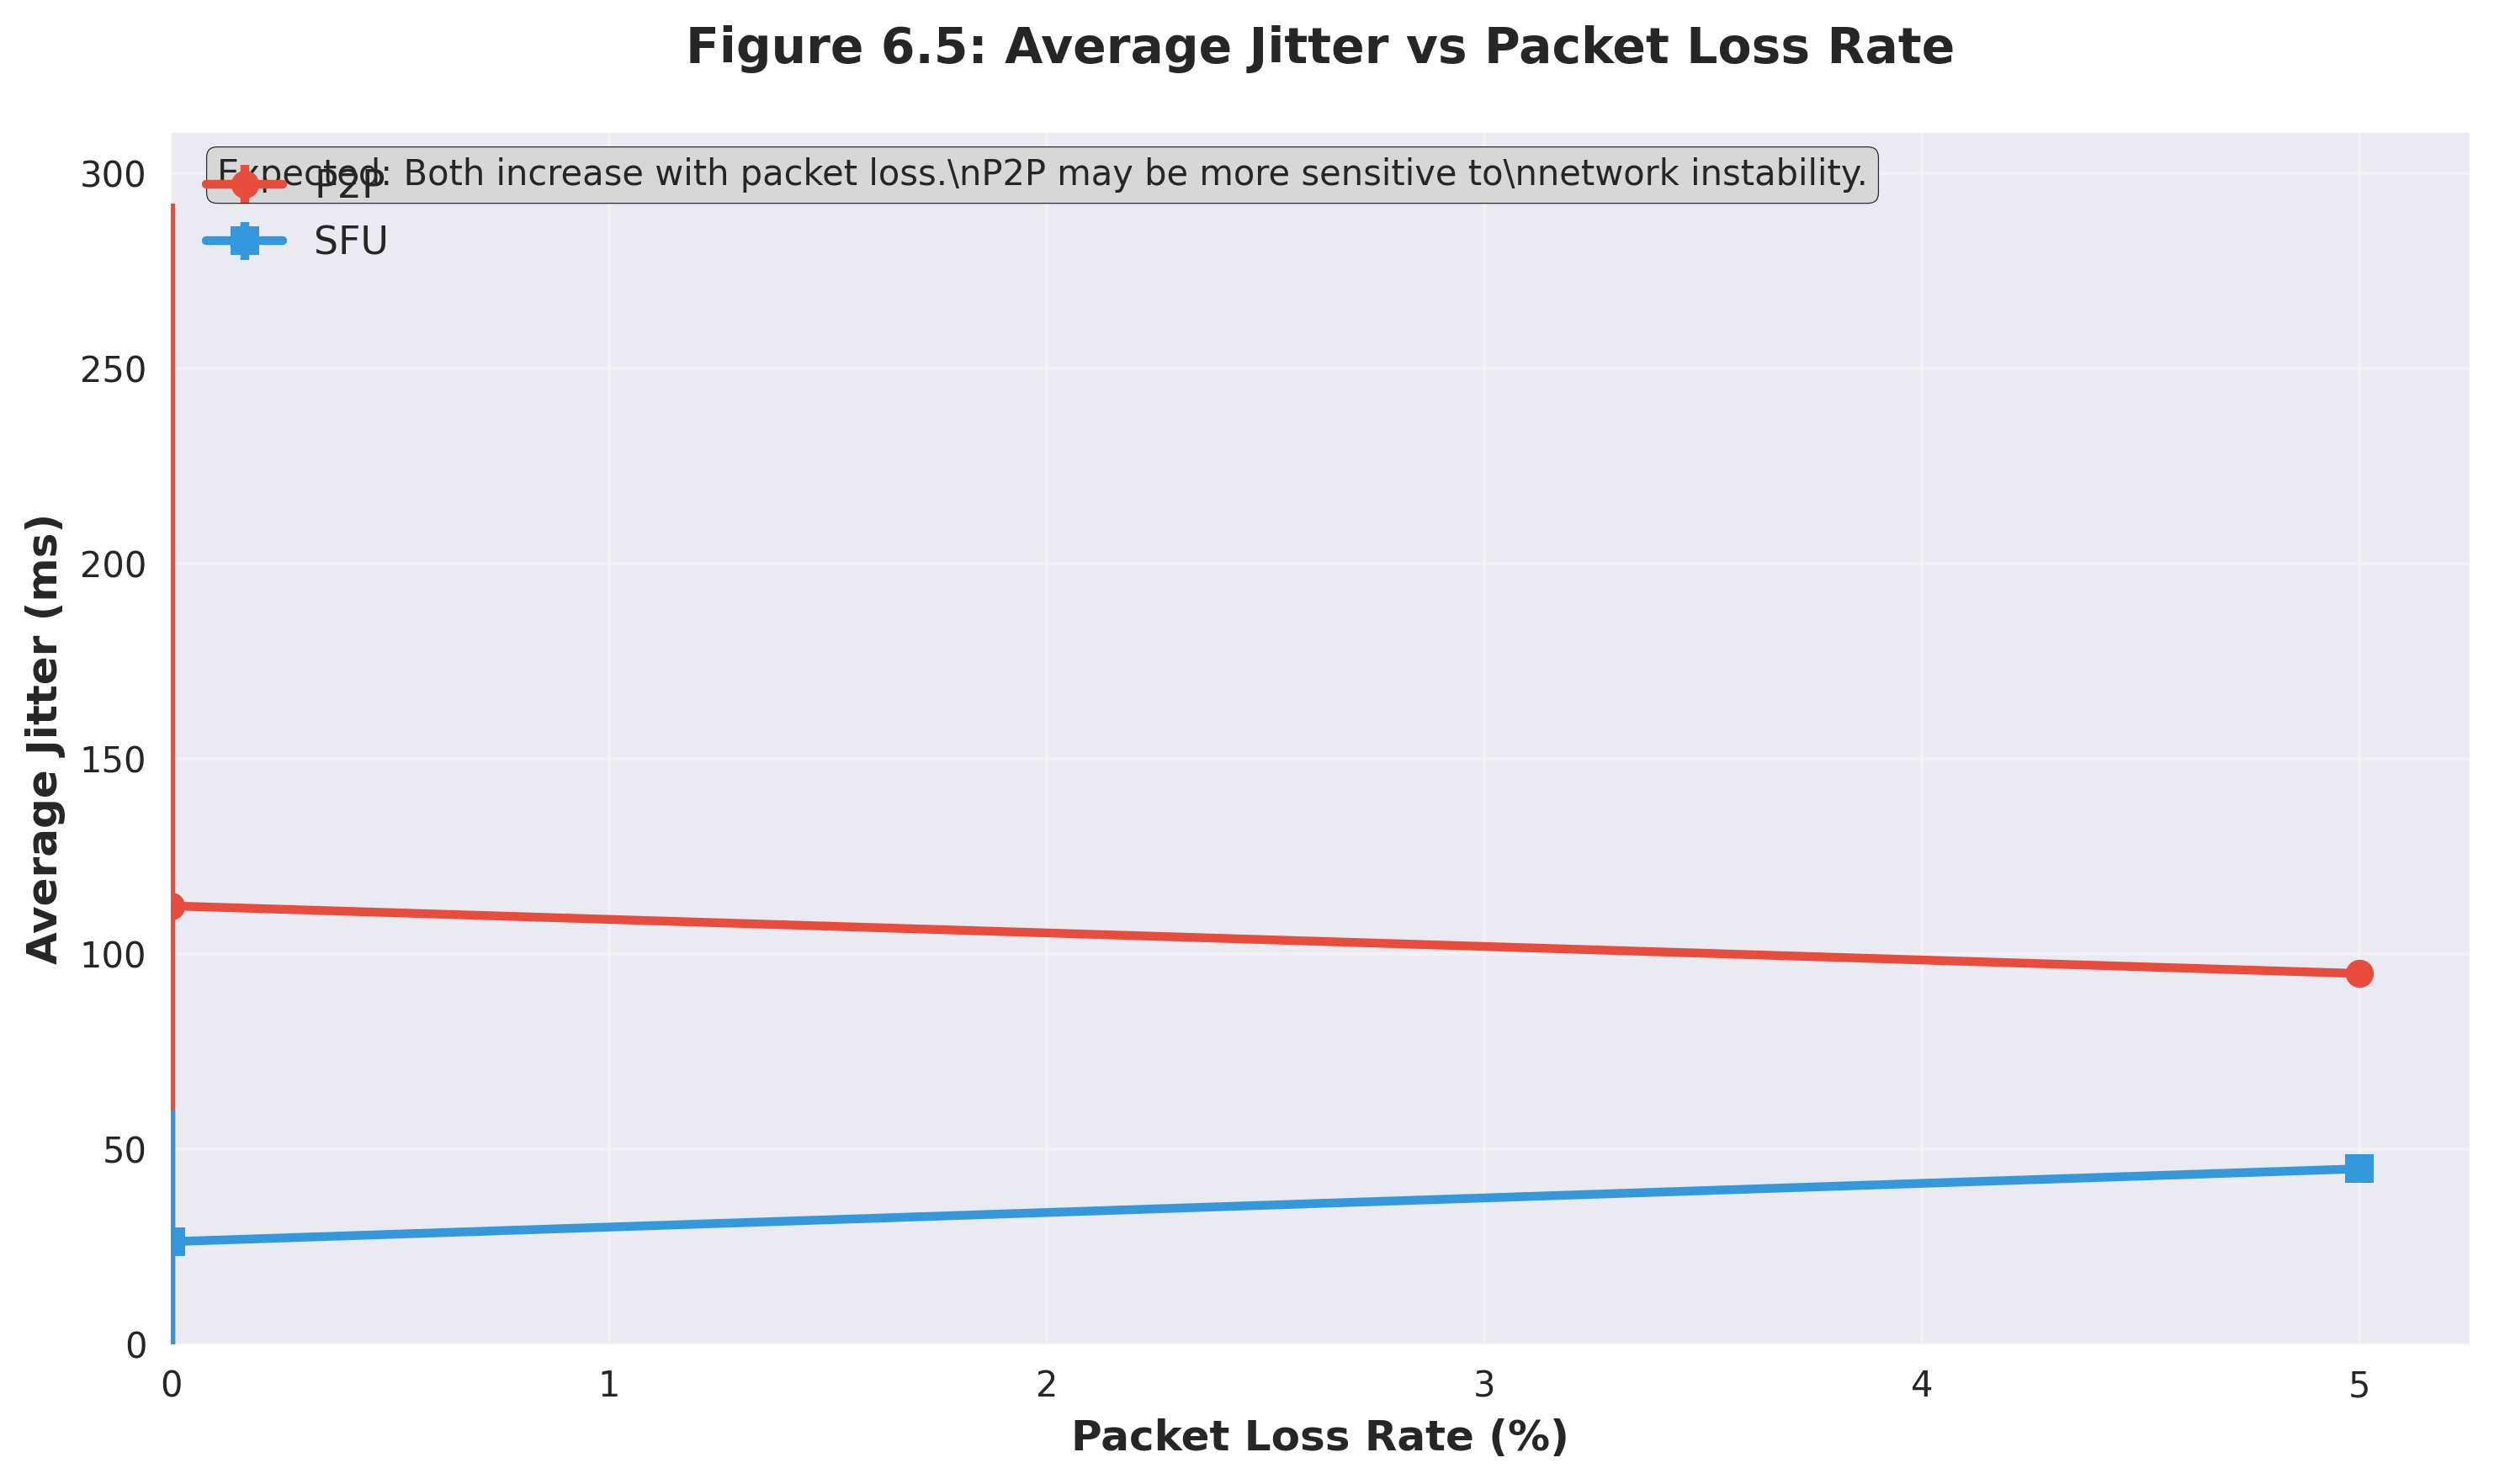 Figure 6.5: Average Jitter vs Packet Loss Rate
Expected: Both increase with packet loss.\nP2P may be more sensitive to\nnetwork instability.
P2P
SFU
300
250
200
150
100
50
0
Average Jitter (ms)
0 1 2 3 4 5
Packet Loss Rate (%)